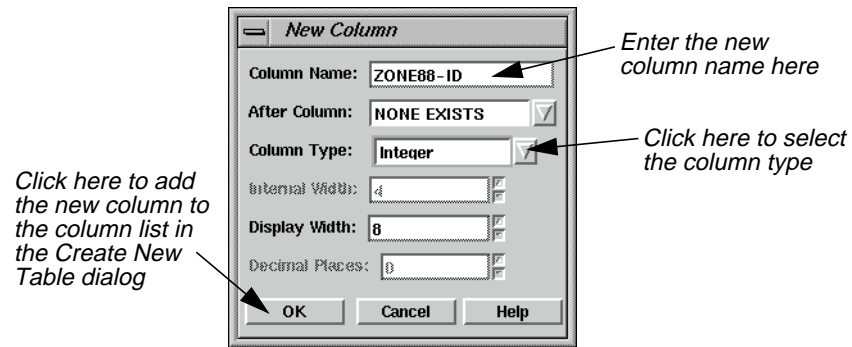 New Column
Column Name: ZONE88-ID
Enter the new
column name here
After Column: NONE EXISTS
Column Type: Integer
Click here to select
the column type
Internal Width: 4
Display Width: 8
Decimal Places: 0
Click here to add
the new column to
the column list in
the Create New
Table dialog
OK Cancel Help